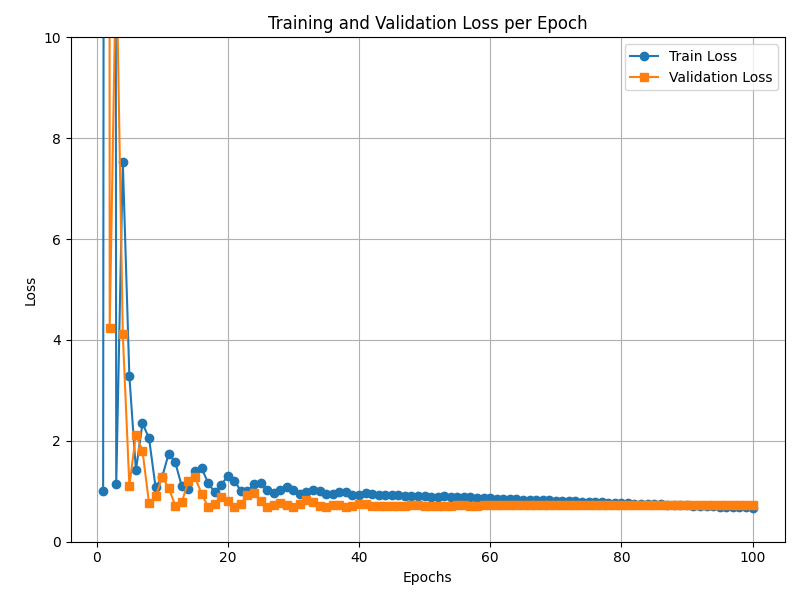 Training and Validation Loss per Epoch
Train Loss
Validation Loss
10
8
6
4
2
0
Loss
0 20 40 60 80 100
Epochs